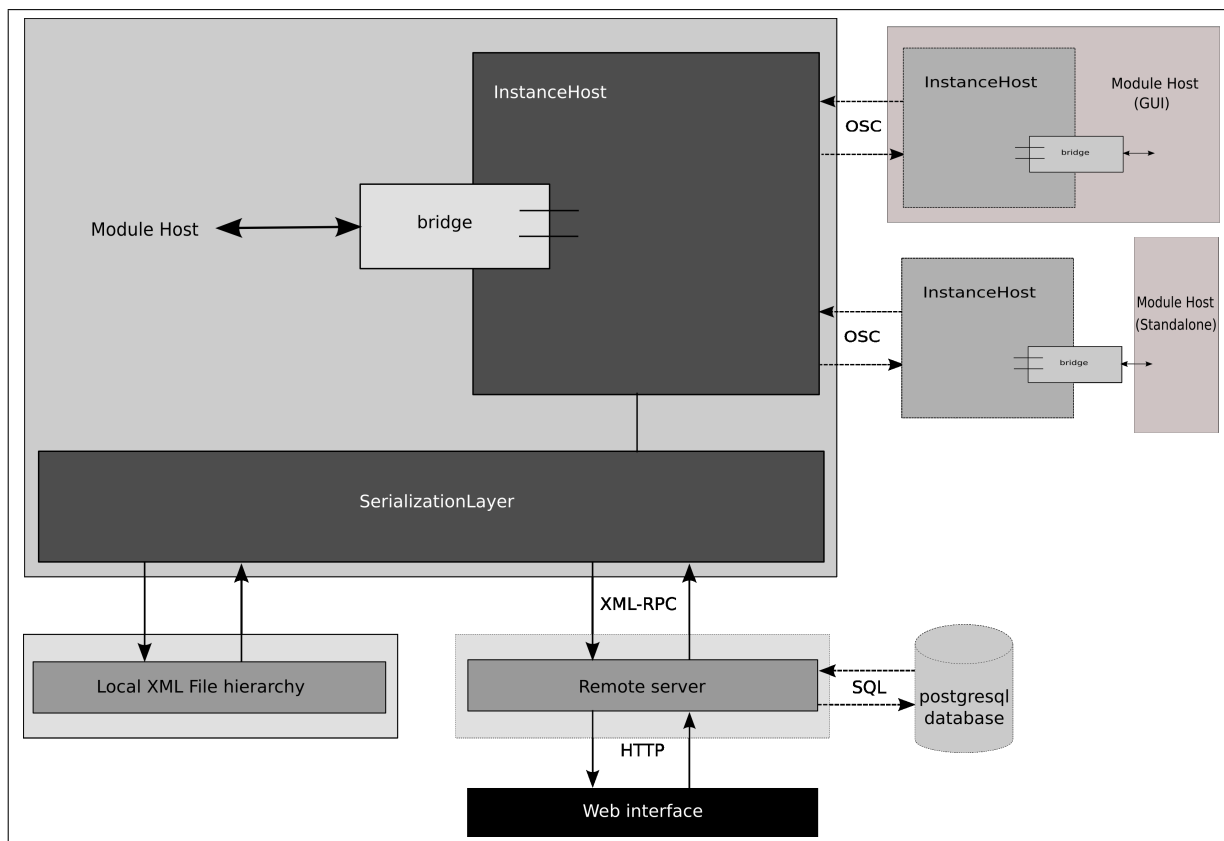 InstanceHost
InstanceHost
Module Host
(GUI)
OSC
bridge
bridge
Module Host
InstanceHost
Module Host
(Standalone)
OSC
bridge
SerializationLayer
XML-RPC
Local XML File hierarchy
Remote server
SQL
postgresql
database
HTTP
Web interface